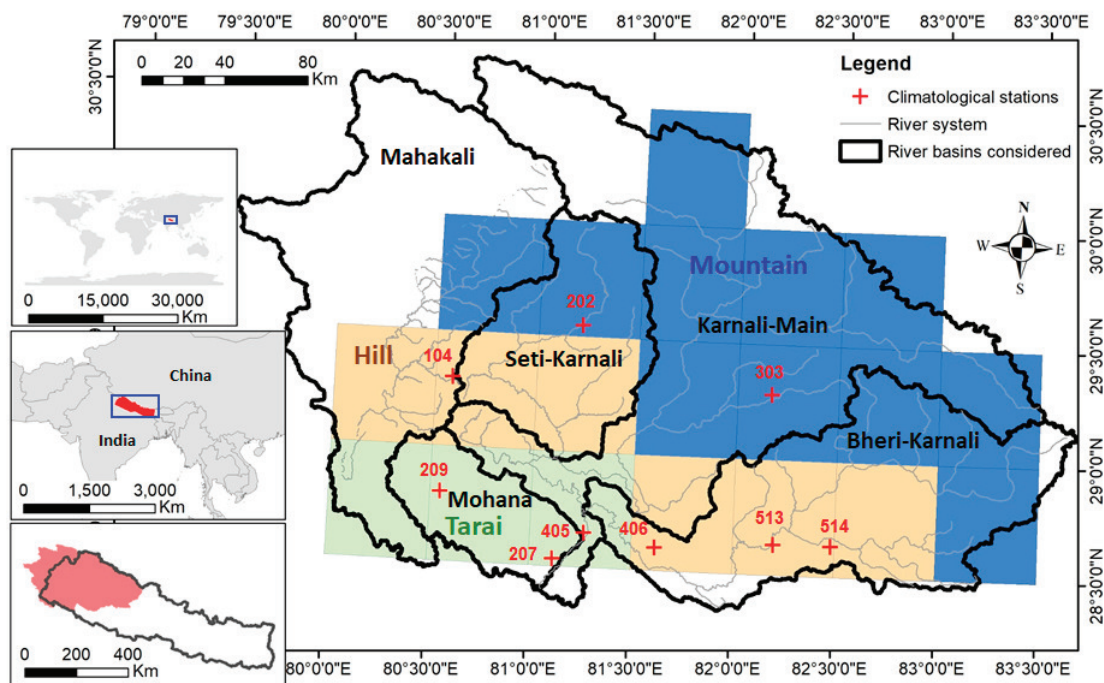 79°0'0"E 79°30'0"E 80°0'0"E 80°30'0"E 81°0'0"E 81°30'0"E 82°0'0"E 82°30'0"E 83°0'0"E 83°30'0"E
0 20 40 80
Km
30°30'0"N
30°30'0"N
Legend
Climatological stations
River system
River basins considered
Mahakali
N
W E
S
30°0'0"N
Mountain
202
Karnali-Main
0 15,000 30,000
Km
Hill
104
Seti-Karnali
303
29°30'0"N
China
India
Bheri-Karnali
0 1,500 3,000
Km
209
Mohana
Tarai
405
406
513
514
207
29°0'0"N
28°30'0"N
0 200 400
Km
80°0'0"E 80°30'0"E 81°0'0"E 81°30'0"E 82°0'0"E 82°30'0"E 83°0'0"E 83°30'0"E